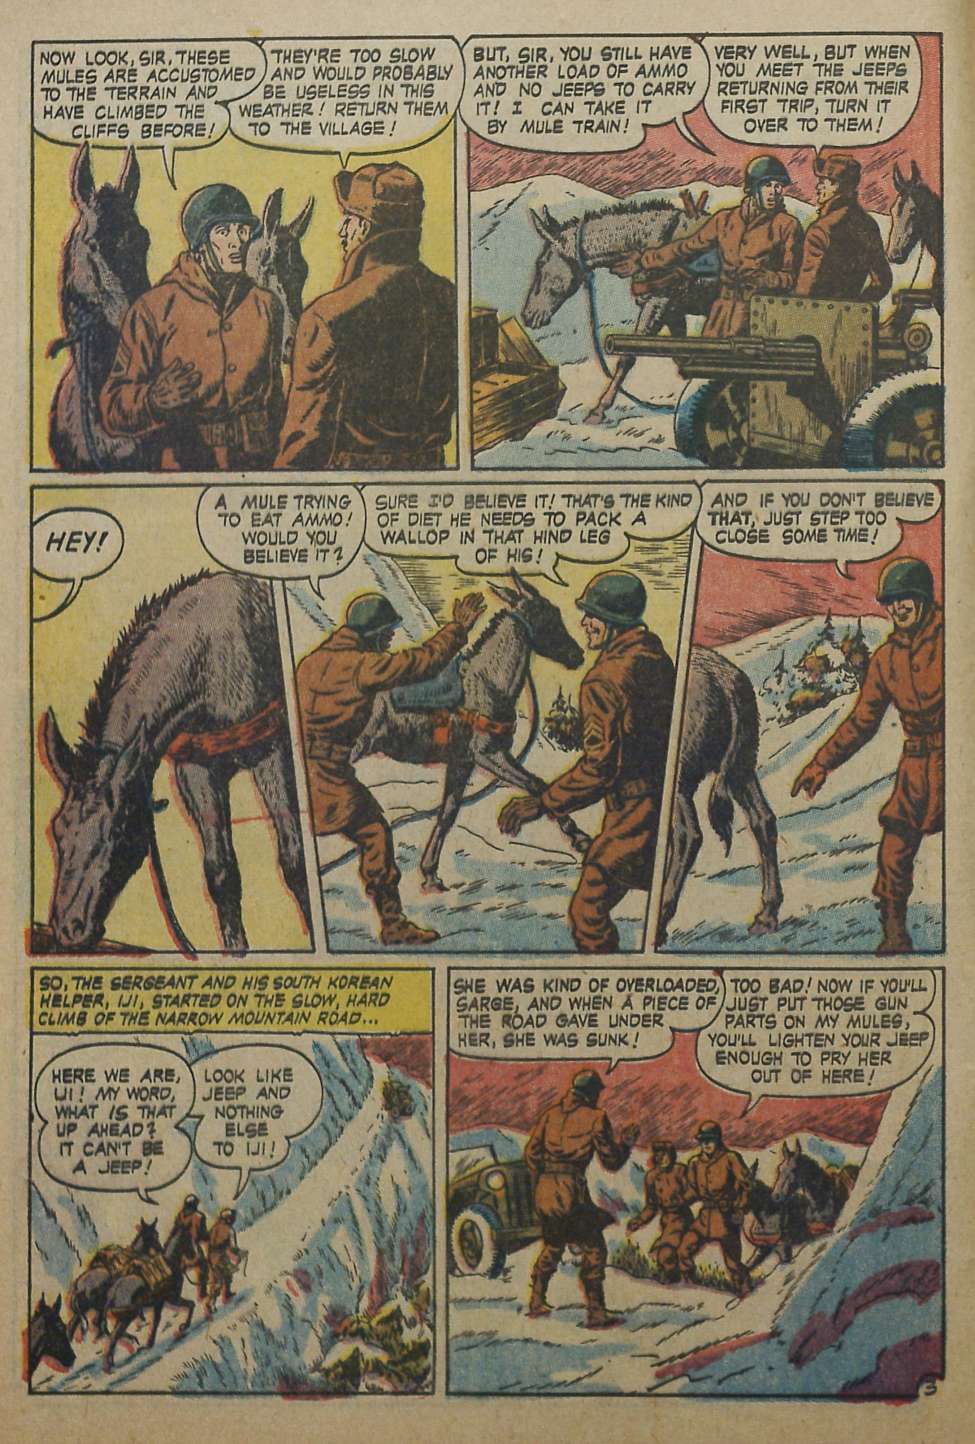 NOW LOOK, SIR, THESE
MULES ARE ACCUSTOMED
TO THE TERRAIN AND
HAVE CLIMBED THE
CLIFFS BEFORE!
THEY'RE TOO SLOW
AND WOULD PROBABLY
BE USELESS IN THIS
WEATHER! RETURN THEM
TO THE VILLAGE!
BUT, SIR, YOU STILL HAVE
ANOTHER LOAD OF AMMO
AND NO JEEPS TO CARRY
IT! I CAN TAKE IT
BY MULE TRAIN!
VERY WELL, BUT WHEN
YOU MEET THE JEEPS
RETURNING FROM THEIR
FIRST TRIP, TURN IT
OVER TO THEM!
HEY!
A MULE TRYING
TO EAT AMMO!
WOULD YOU
BELIEVE IT?
SURE I'D BELIEVE IT! THAT'S THE KIND
OF DIET HE NEEDS TO PACK A
WALLOP IN THAT HIND LEG
OF HIS!
AND IF YOU DON'T BELIEVE
THAT, JUST STEP TOO
CLOSE SOME TIME!
SO, THE SERGEANT AND HIS SOUTH KOREAN
HELPER, IJI, STARTED ON THE SLOW, HARD
CLIMB OF THE NARROW MOUNTAIN ROAD...
HERE WE ARE,
IJI! MY WORD,
WHAT IS THAT
UP AHEAD?
IT CAN'T BE
A JEEP!
LOOK LIKE
JEEP AND
NOTHING
ELSE
TO IJI!
SHE WAS KIND OF OVERLOADED,
SARGE, AND WHEN A PIECE OF
THE ROAD GAVE UNDER
HER, SHE WAS SUNK!
TOO BAD! NOW IF YOU'LL
JUST PUT THOSE GUN
PARTS ON MY MULES,
YOU'LL LIGHTEN YOUR JEEP
ENOUGH TO PRY HER
OUT OF HERE!
3